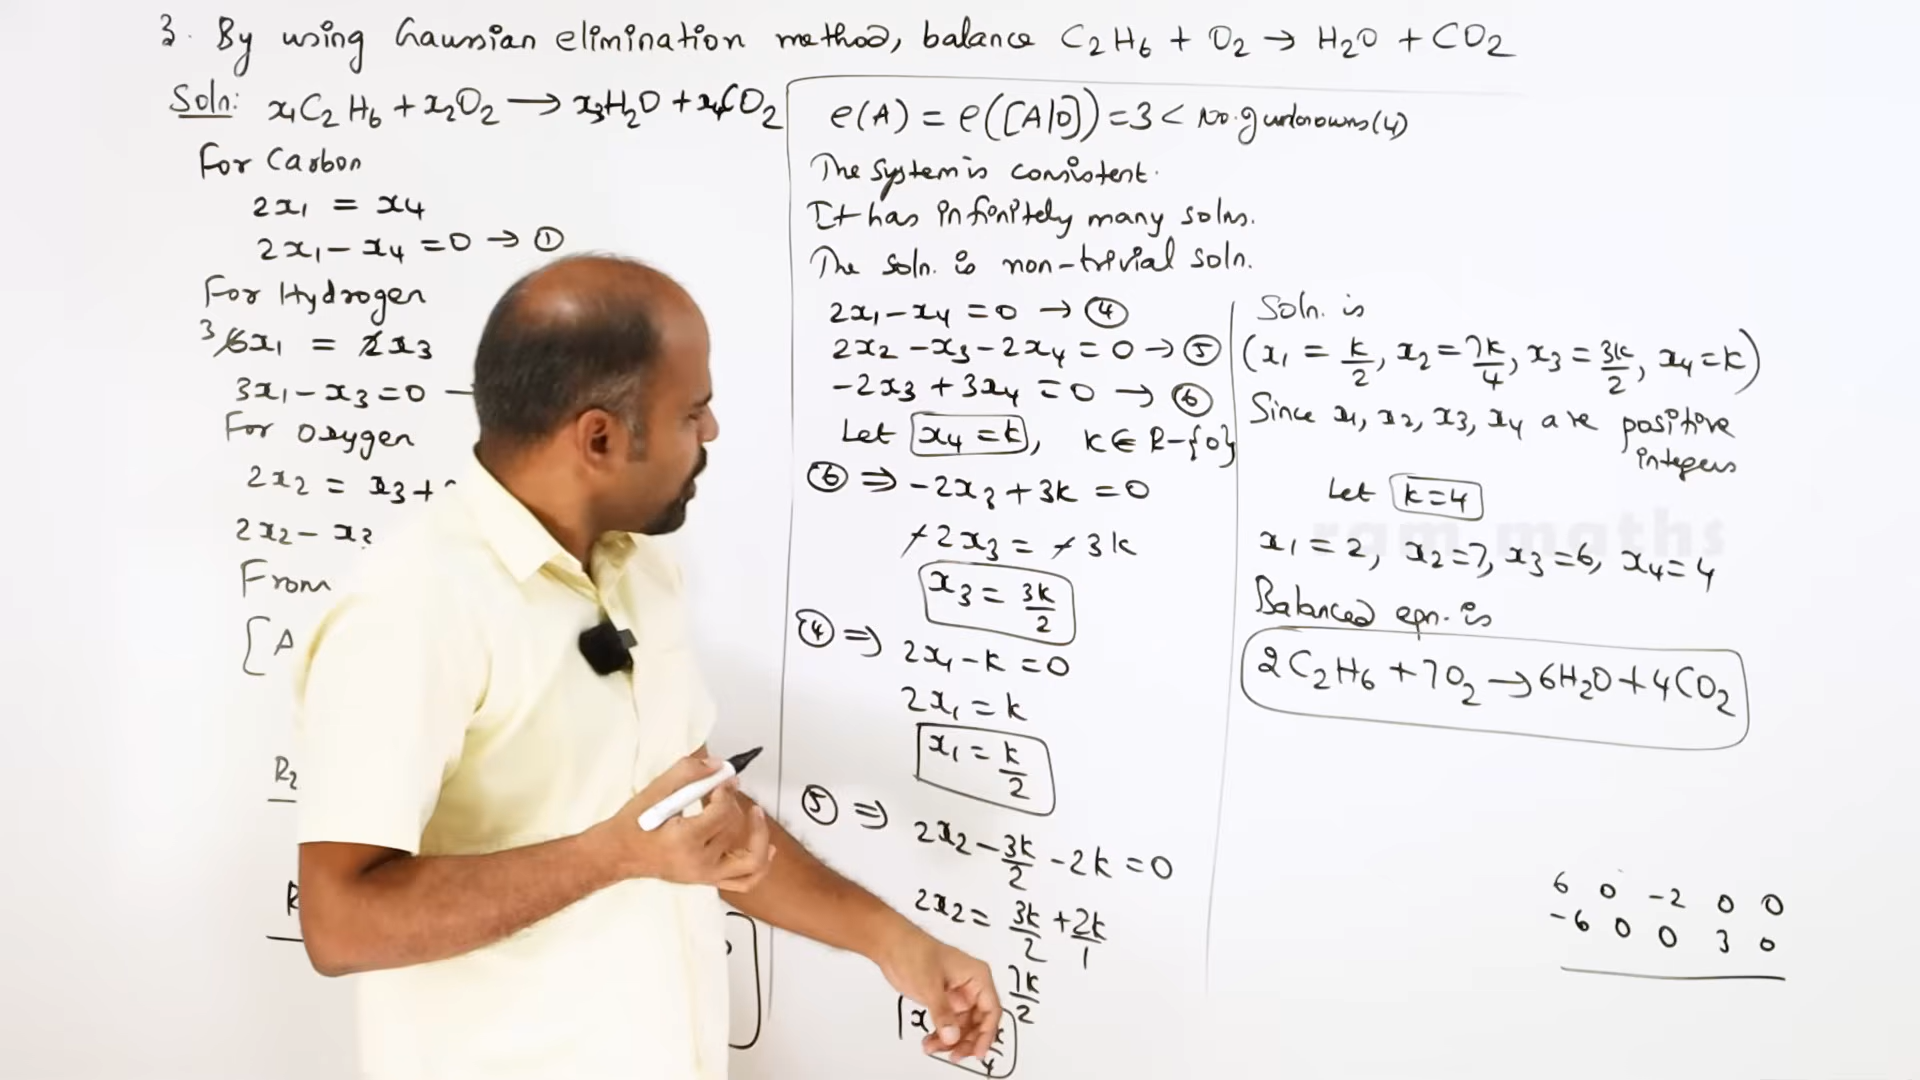 3. By using Gaussian elimination method, balance C₂H₆ + O₂ → H₂O + CO₂
Soln: x₁C₂H₆ + x₂O₂ → x₃H₂O + x₄CO₂
For Carbon
2x₁ = x₄
2x₁ - x₄ = 0 → ①
For Hydrogen
³6x₁ = 2x₃
3x₁ - x₃ = 0
For Oxygen
2x₂ = x₃ +
2x₂ - x₃
From
[A
R₂
R
ρ(A) = ρ([A|0]) = 3 < No. of unknowns (4)
The system is consistent.
It has infinitely many solns.
The soln. is non-trivial soln.
2x₁ - x₄ = 0 → ④
2x₂ - x₃ - 2x₄ = 0 → ⑤
-2x₃ + 3x₄ = 0 → ⑥
Let x₄ = k, k ∈ R - {0}
⑥ ⇒ -2x₃ + 3k = 0
-2x₃ = -3k
x₃ = 3k/2
④ ⇒ 2x₁ - k = 0
2x₁ = k
x₁ = k/2
⑤ ⇒ 2x₂ - 3k/2 - 2k = 0
2x₂ = 3k/2 + 2k/1
7k/2
x
4
Soln. is
(x₁ = k/2, x₂ = 7k/4, x₃ = 3k/2, x₄ = k)
Since x₁, x₂, x₃, x₄ are positive
integers
Let k = 4
ram maths
x₁ = 2, x₂ = 7, x₃ = 6, x₄ = 4
Balanced eqn. is
2C₂H₆ + 7O₂ → 6H₂O + 4CO₂
6 0 -2 0 0
-6 0 0 3 0